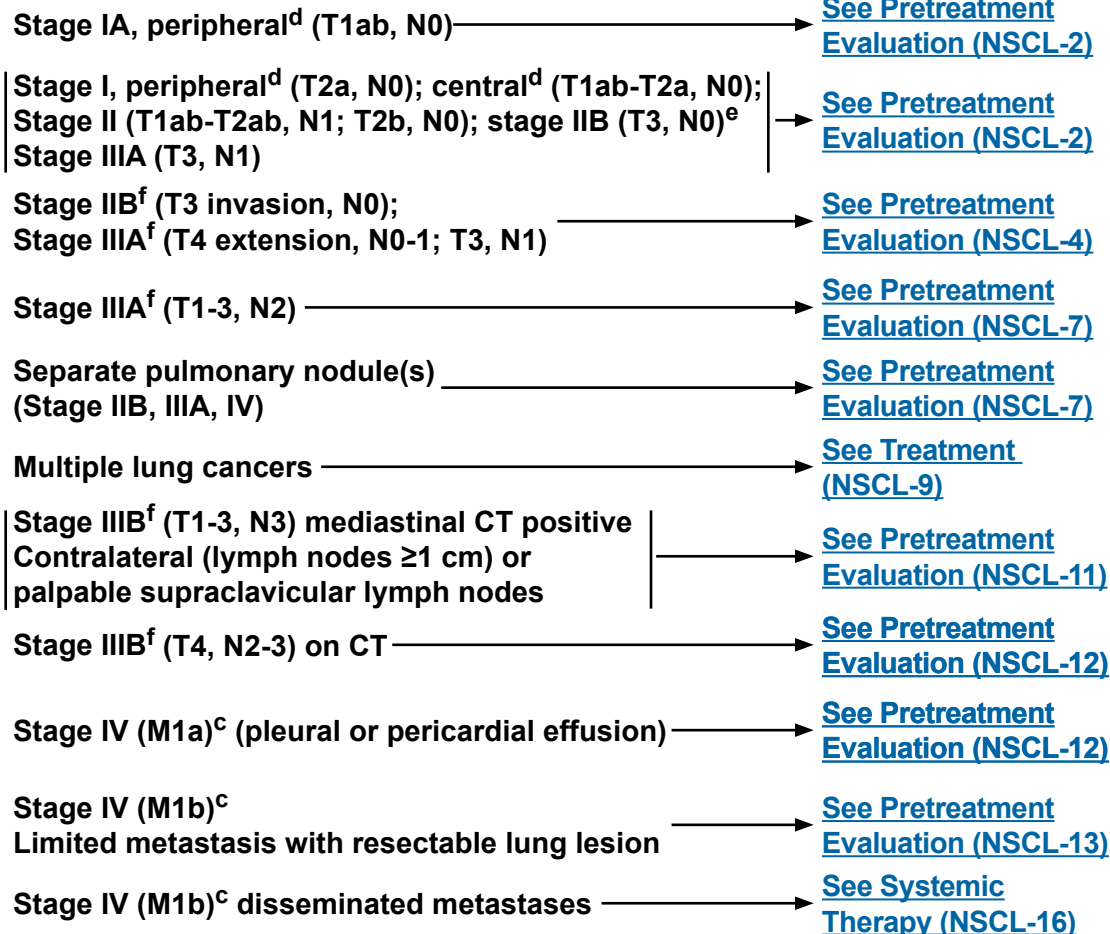 Stage IA, peripheral^d (T1ab, N0)
See Pretreatment
Evaluation (NSCL-2)
Stage I, peripheral^d (T2a, N0); central^d (T1ab-T2a, N0);
Stage II (T1ab-T2ab, N1; T2b, N0); stage IIB (T3, N0)^e
Stage IIIA (T3, N1)
See Pretreatment
Evaluation (NSCL-2)
Stage IIB^f (T3 invasion, N0);
Stage IIIA^f (T4 extension, N0-1; T3, N1)
See Pretreatment
Evaluation (NSCL-4)
Stage IIIA^f (T1-3, N2)
See Pretreatment
Evaluation (NSCL-7)
Separate pulmonary nodule(s)
(Stage IIB, IIIA, IV)
See Pretreatment
Evaluation (NSCL-7)
Multiple lung cancers
See Treatment
(NSCL-9)
Stage IIIB^f (T1-3, N3) mediastinal CT positive
Contralateral (lymph nodes ≥1 cm) or
palpable supraclavicular lymph nodes
See Pretreatment
Evaluation (NSCL-11)
Stage IIIB^f (T4, N2-3) on CT
See Pretreatment
Evaluation (NSCL-12)
Stage IV (M1a)^c (pleural or pericardial effusion)
See Pretreatment
Evaluation (NSCL-12)
Stage IV (M1b)^c
Limited metastasis with resectable lung lesion
See Pretreatment
Evaluation (NSCL-13)
Stage IV (M1b)^c disseminated metastases
See Systemic
Therapy (NSCL-16)